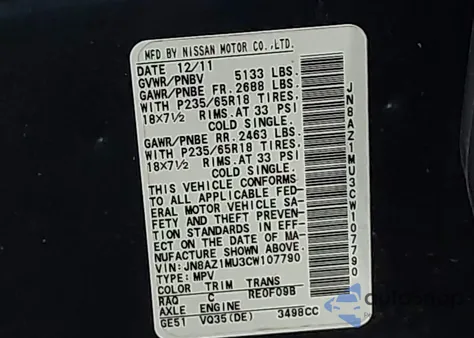 MFD BY NISSAN MOTOR CO.,LTD.
DATE 12/11
GVWR/PNBV 5133 LBS.
GAWR/PNBE FR. 2688 LBS.
WITH P235/65R18 TIRES,
18X7½ RIMS.AT 33 PSI
COLD SINGLE.
GAWR/PNBE RR. 2463 LBS.
WITH P235/65R18 TIRES,
18X7½ RIMS.AT 33 PSI
COLD SINGLE.
THIS VEHICLE CONFORMS
TO ALL APPLICABLE FED-
ERAL MOTOR VEHICLE SA-
FETY AND THEFT PREVEN-
TION STANDARDS IN EFF-
ECT ON THE DATE OF MA-
NUFACTURE SHOWN ABOVE.
VIN:JN8AZ1MU3CW107790
TYPE: MPV
COLOR TRIM TRANS
RAQ C RE0F09B
AXLE ENGINE
GE51 VQ35(DE) 3498CC
JN8AZ1MU3CW107790